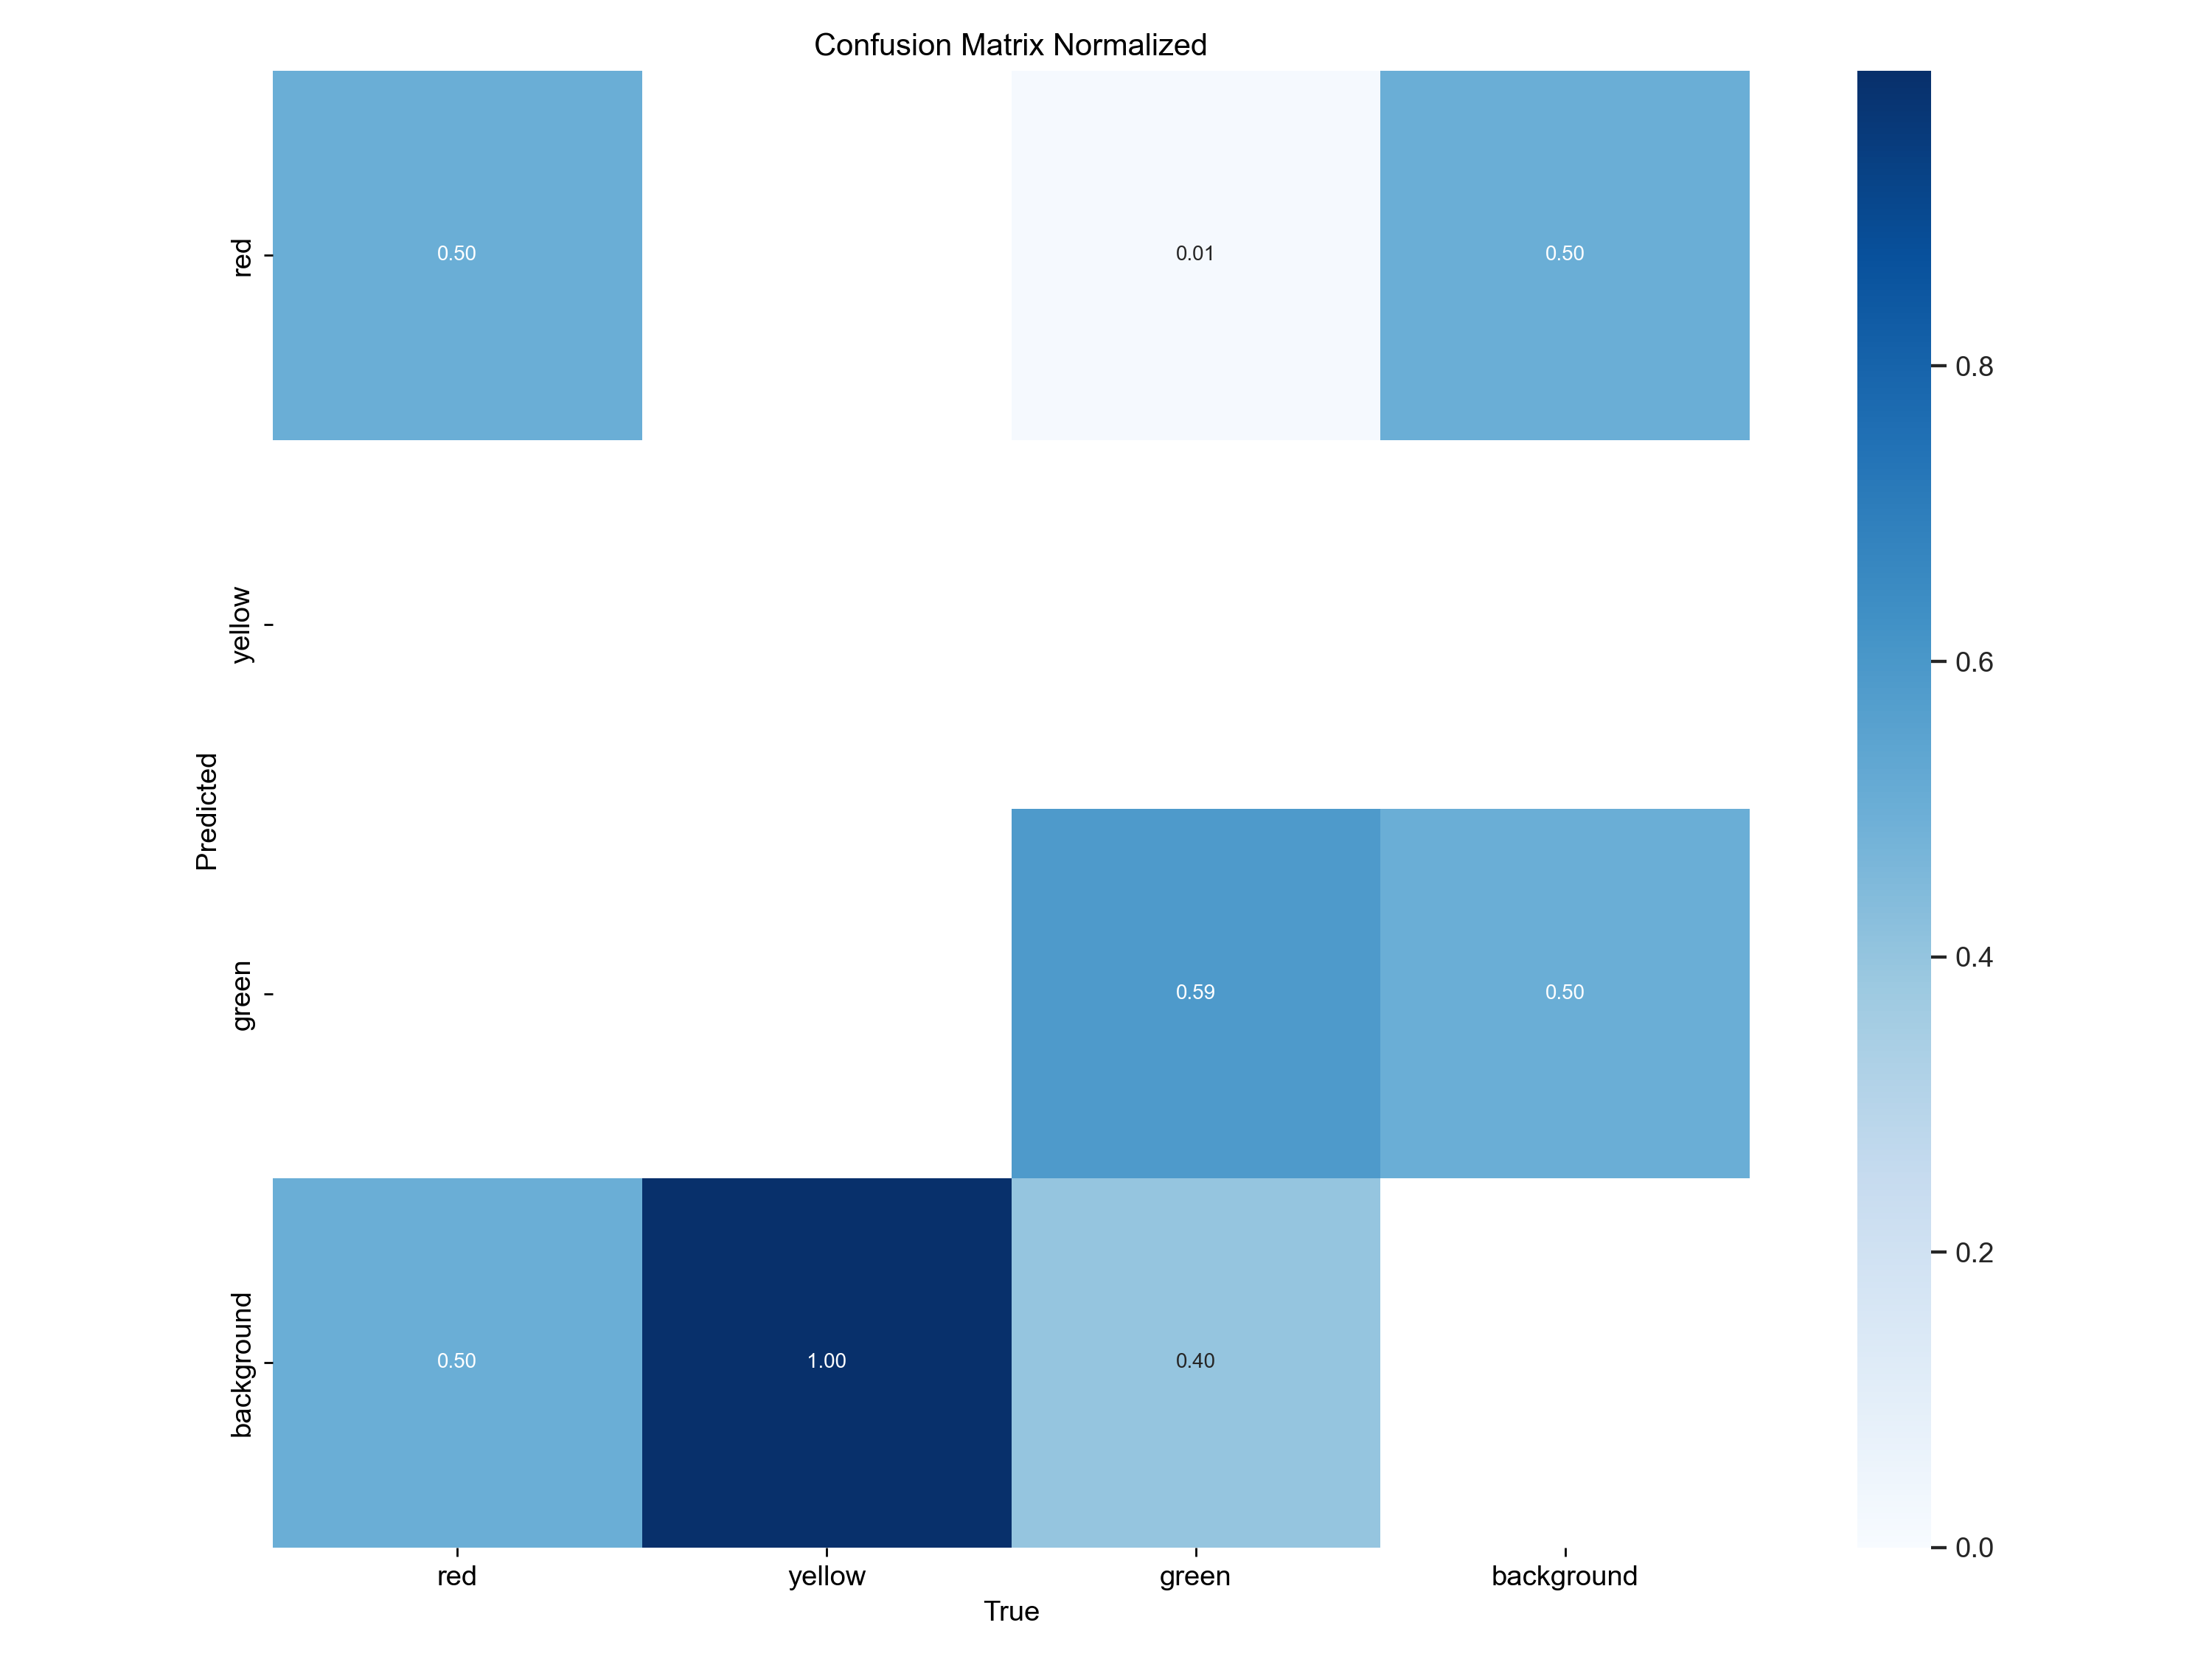 Confusion Matrix Normalized
red
0.50
0.01
0.50
yellow
green
0.59
0.50
background
0.50
1.00
0.40
Predicted
red
yellow
green
background
True
0.8
0.6
0.4
0.2
0.0